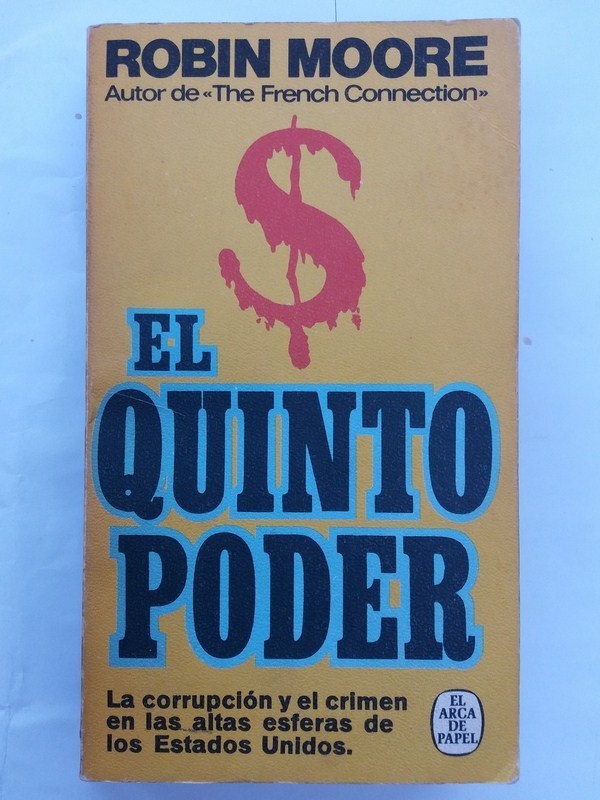 ROBIN MOORE
Autor de «The French Connection»
$
EL
QUINTO
PODER
La corrupción y el crimen
en las altas esferas de
los Estados Unidos.
EL
ARCA
DE
PAPEL